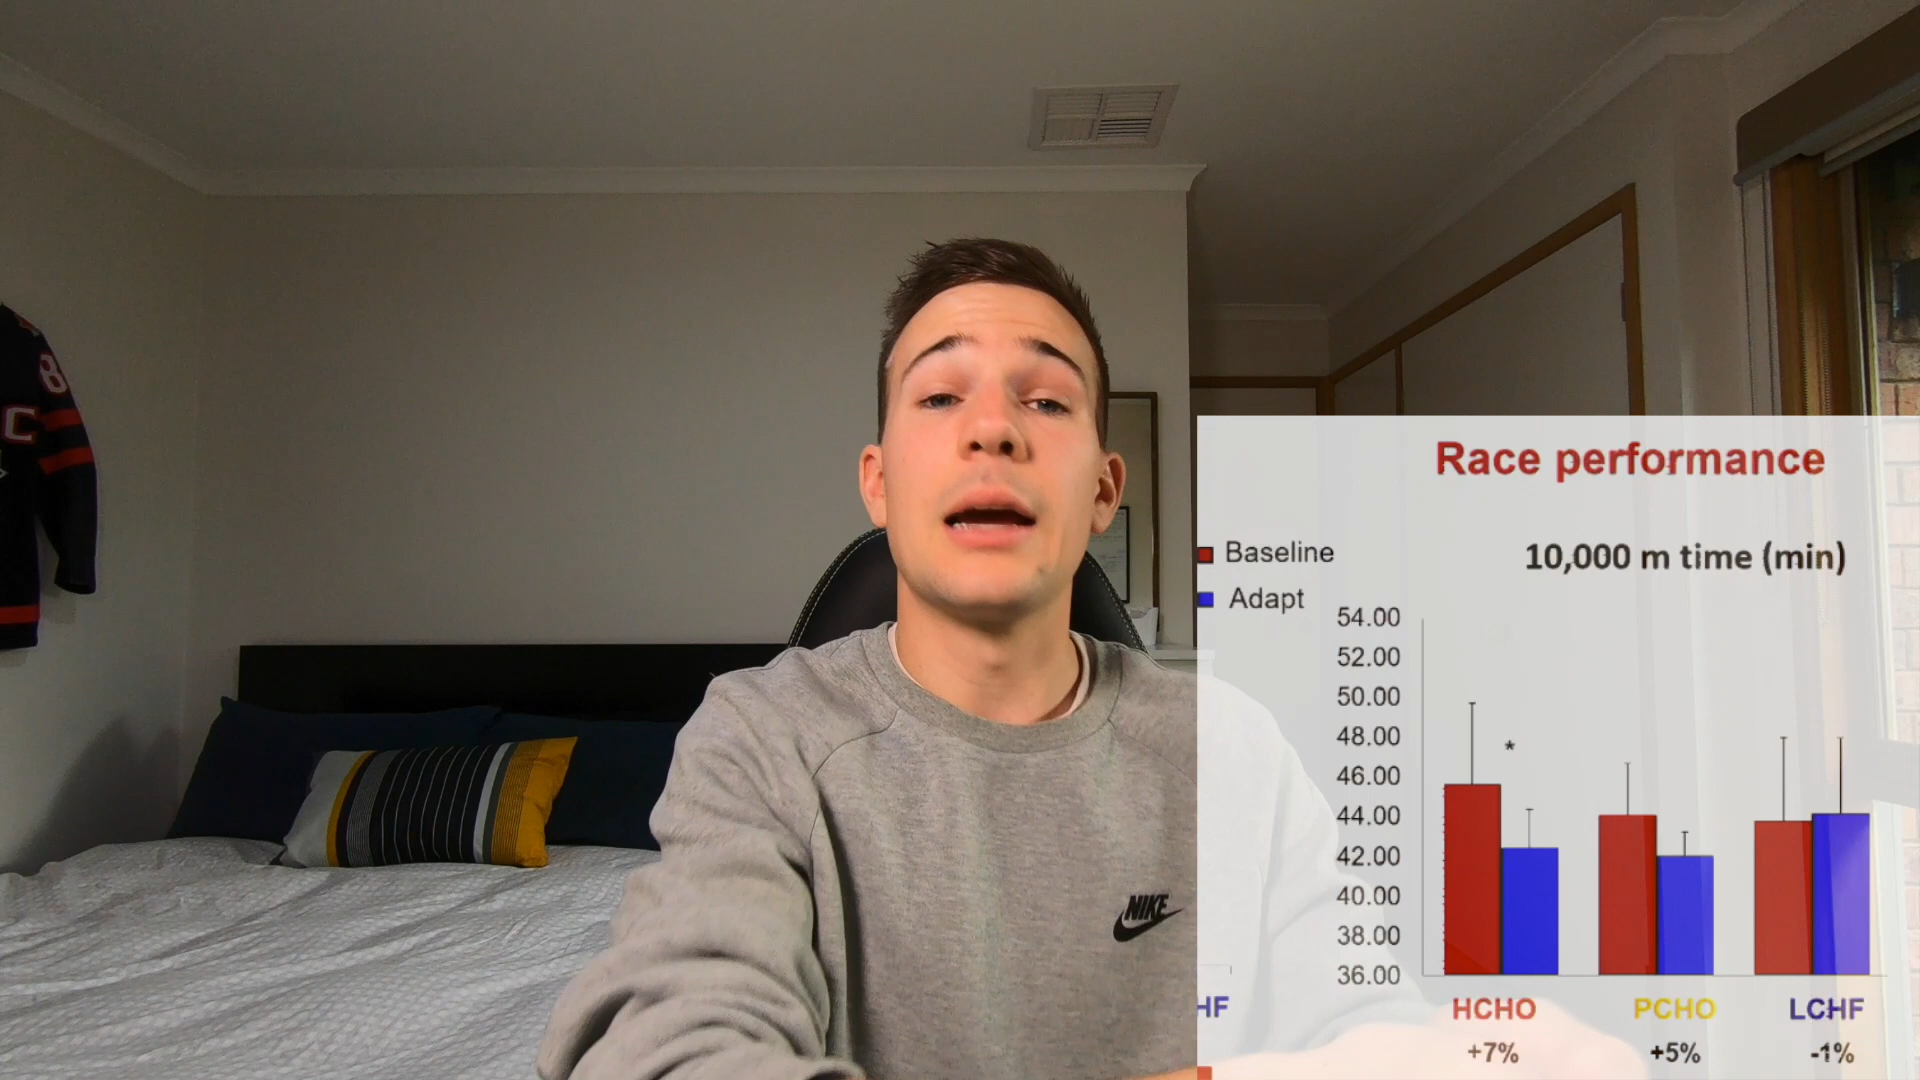 8
C
NIKE
Race performance
Baseline
Adapt
10,000 m time (min)
54.00
52.00
50.00
48.00
46.00
44.00
42.00
40.00
38.00
36.00
*
HF
HCHO
PCHO
LCHF
+7%
+5%
-1%